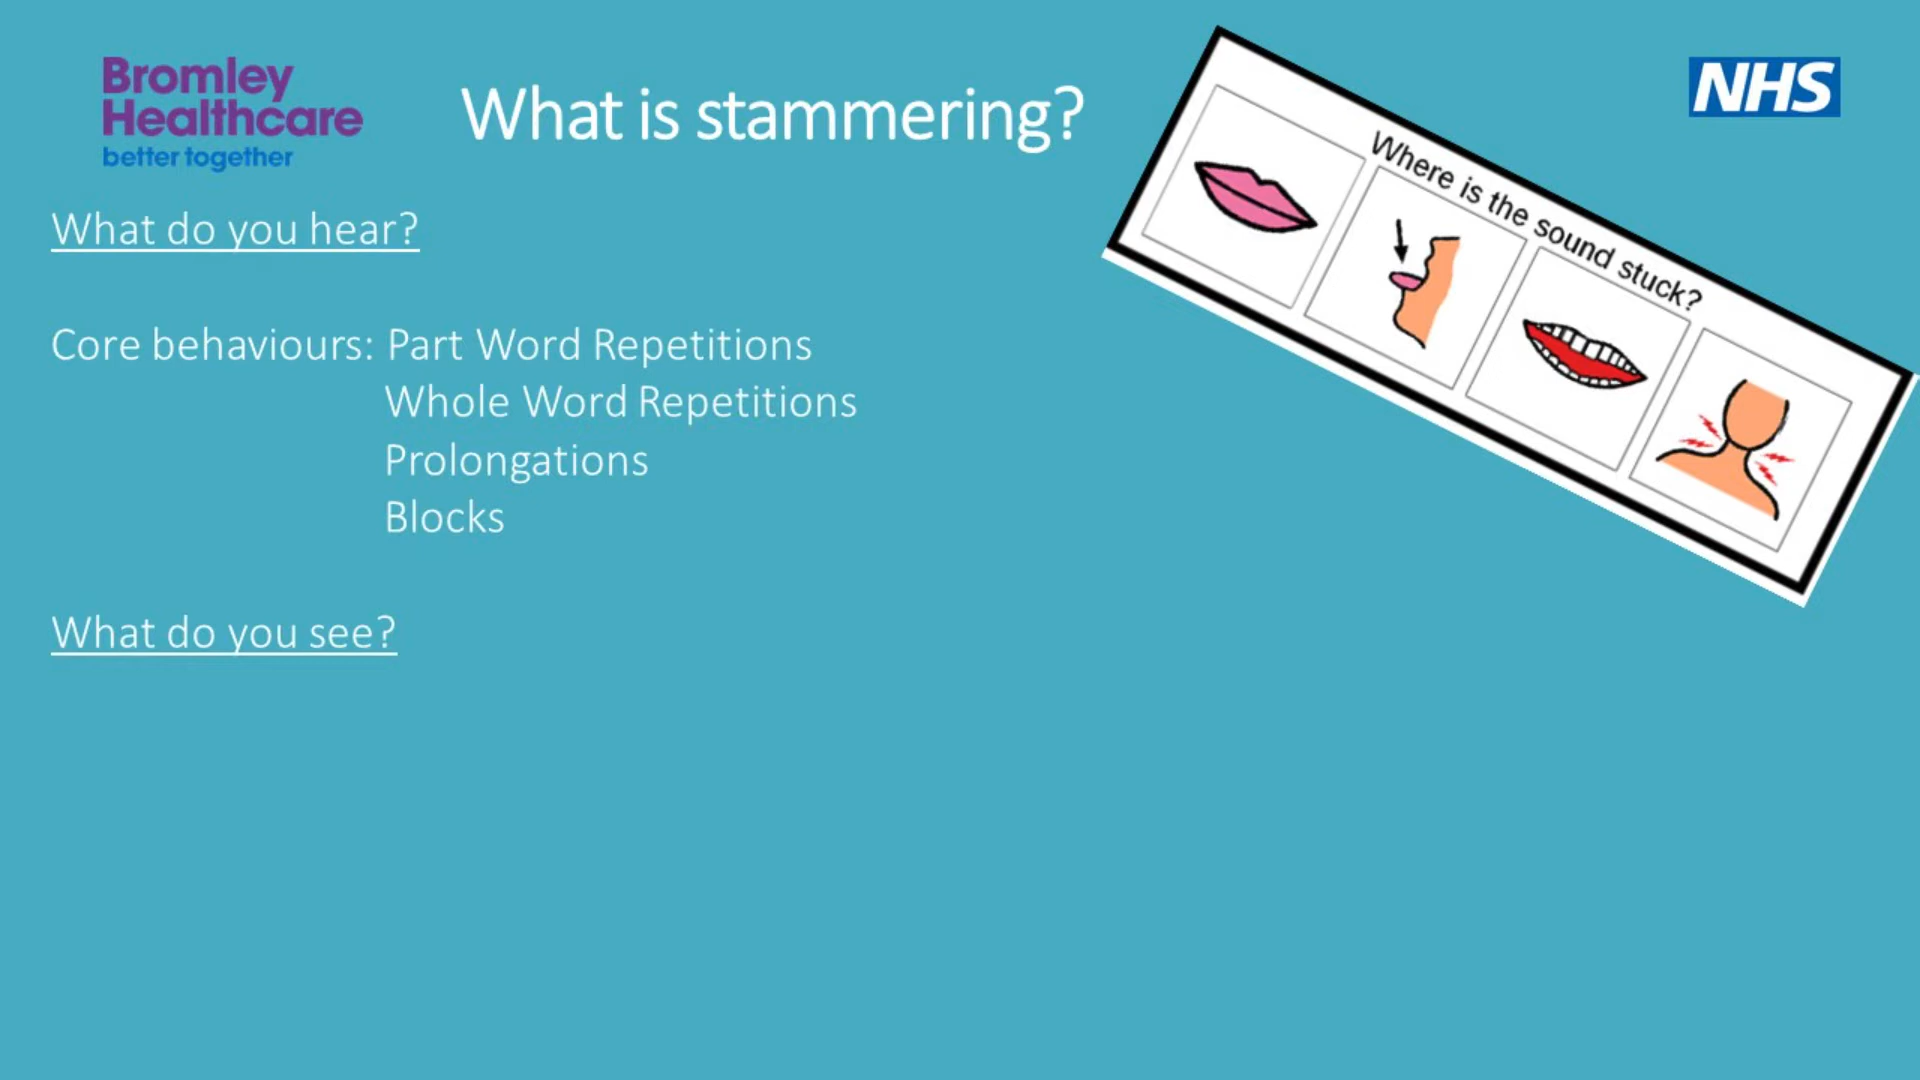 Bromley
Healthcare
better together
What is stammering?
NHS
Where is the sound stuck?
What do you hear?
Core behaviours: Part Word Repetitions
Whole Word Repetitions
Prolongations
Blocks
What do you see?